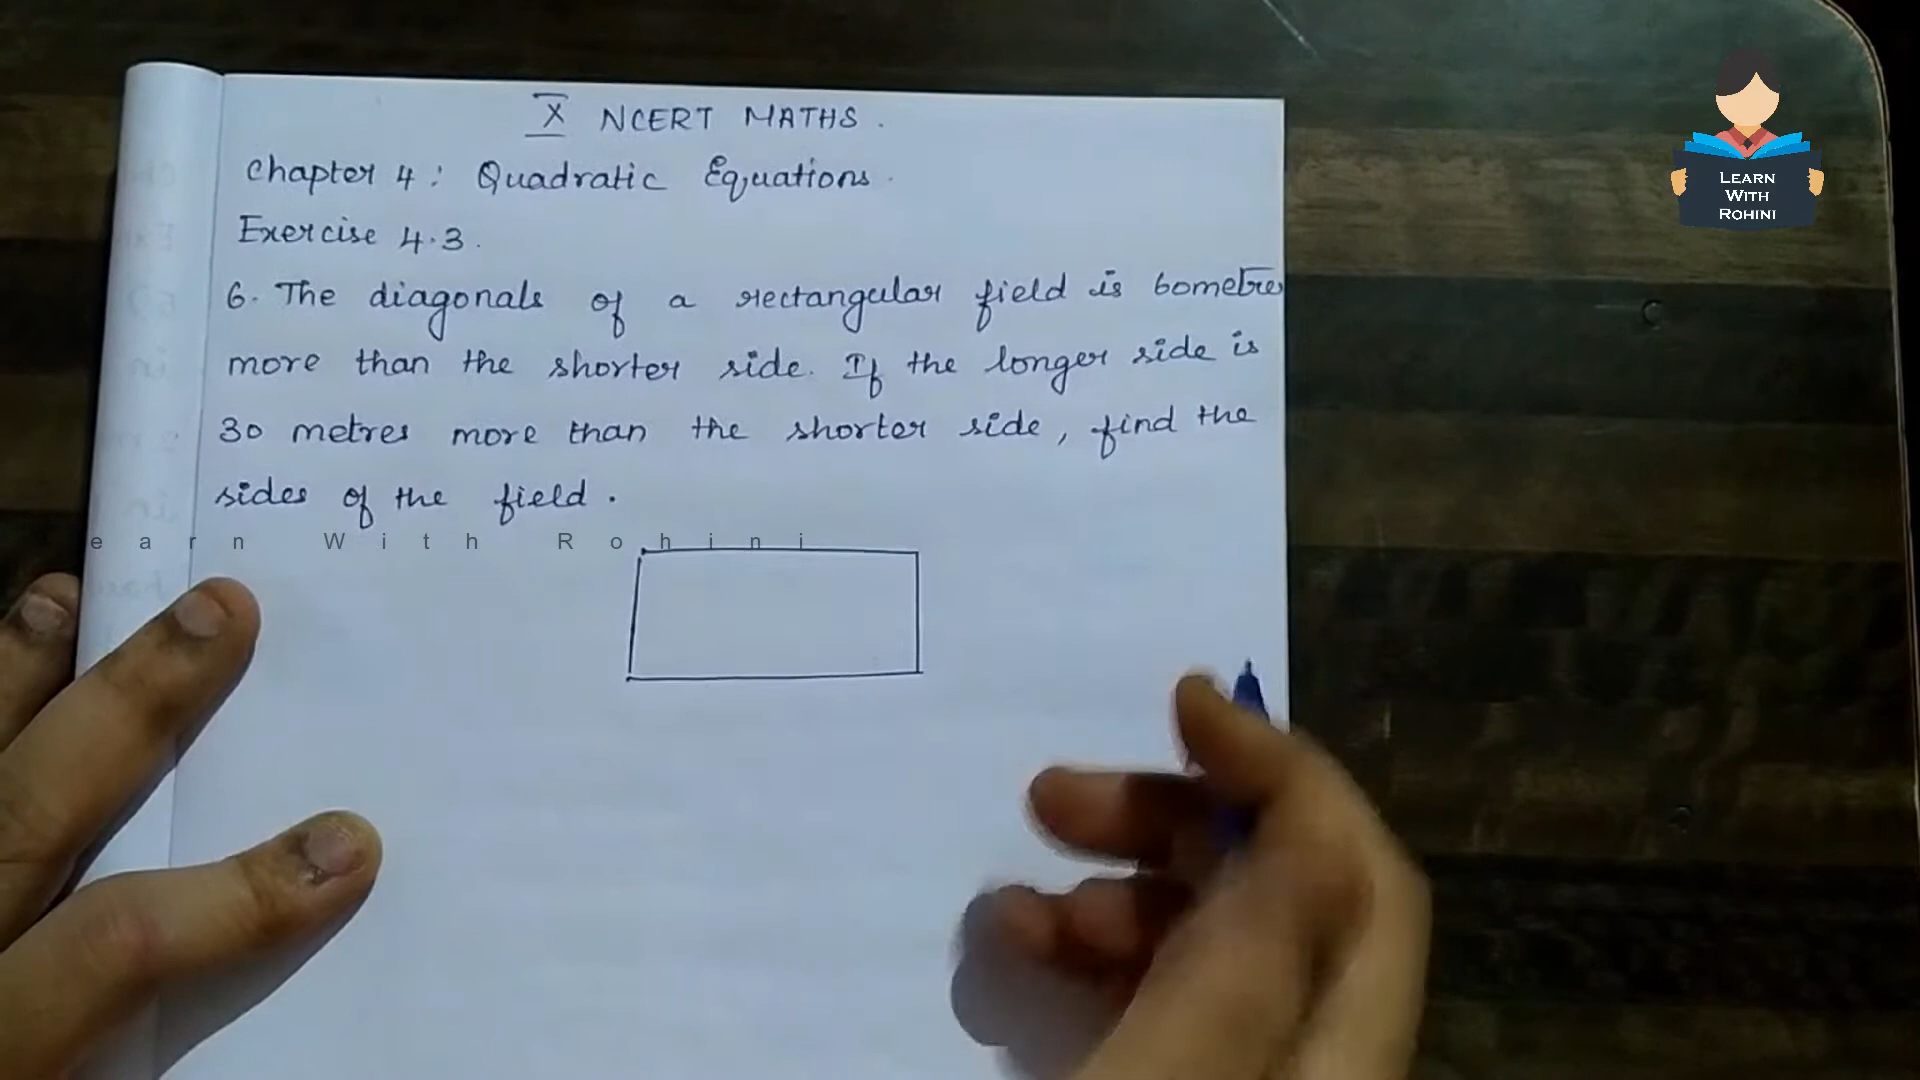 X NCERT MATHS.
Chapter 4: Quadratic Equations.
Exercise 4.3.
6. The diagonals of a rectangular field is 60metres
more than the shorter side. If the longer side is
30 metres more than the shorter side, find the
sides of the field.
earn With Rohini
LEARN
WITH
ROHINI